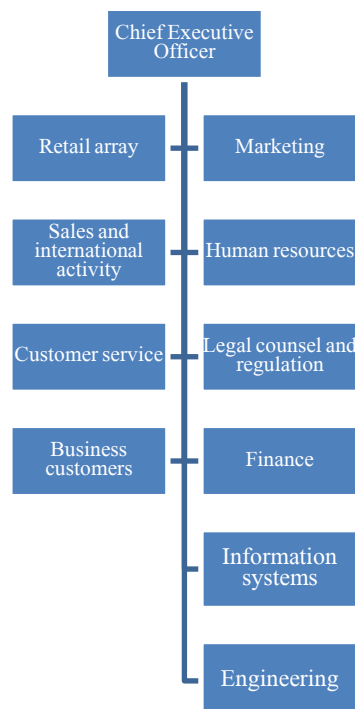 Chief Executive
Officer
Retail array
Marketing
Sales and
international
activity
Human resources
Customer service
Legal counsel and
regulation
Business
customers
Finance
Information
systems
Engineering